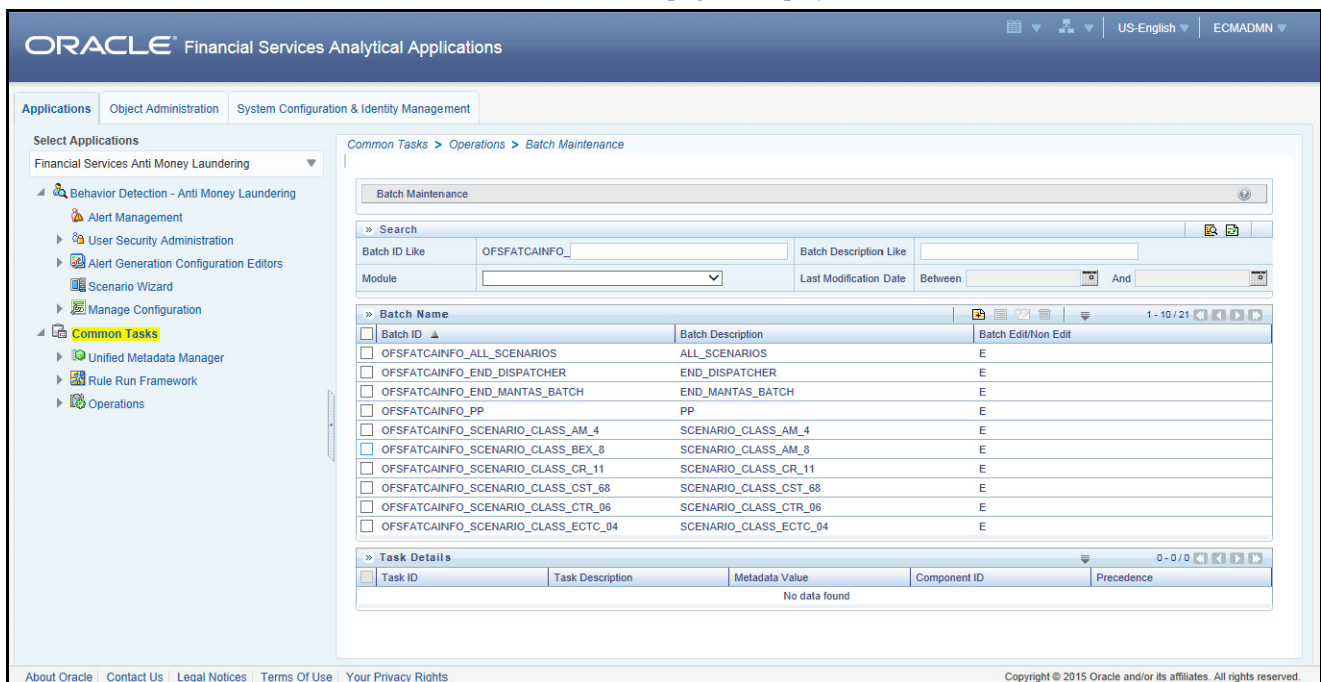 US-English ECMADMN
ORACLE® Financial Services Analytical Applications
Applications Object Administration System Configuration & Identity Management
Select Applications
Financial Services Anti Money Laundering
Behavior Detection - Anti Money Laundering
Alert Management
User Security Administration
Alert Generation Configuration Editors
Scenario Wizard
Manage Configuration
Common Tasks
Unified Metadata Manager
Rule Run Framework
Operations
Common Tasks > Operations > Batch Maintenance
Batch Maintenance
» Search
Batch ID Like OFSFATCAINFO_ Batch Description Like
Module Last Modification Date Between And
» Batch Name 1 - 10 / 21
Batch ID Batch Description Batch Edit/Non Edit
OFSFATCAINFO_ALL_SCENARIOS ALL_SCENARIOS E
OFSFATCAINFO_END_DISPATCHER END_DISPATCHER E
OFSFATCAINFO_END_MANTAS_BATCH END_MANTAS_BATCH E
OFSFATCAINFO_PP PP E
OFSFATCAINFO_SCENARIO_CLASS_AM_4 SCENARIO_CLASS_AM_4 E
OFSFATCAINFO_SCENARIO_CLASS_BEX_8 SCENARIO_CLASS_AM_8 E
OFSFATCAINFO_SCENARIO_CLASS_CR_11 SCENARIO_CLASS_CR_11 E
OFSFATCAINFO_SCENARIO_CLASS_CST_68 SCENARIO_CLASS_CST_68 E
OFSFATCAINFO_SCENARIO_CLASS_CTR_06 SCENARIO_CLASS_CTR_06 E
OFSFATCAINFO_SCENARIO_CLASS_ECTC_04 SCENARIO_CLASS_ECTC_04 E
» Task Details 0 - 0 / 0
Task ID Task Description Metadata Value Component ID Precedence
No data found
About Oracle | Contact Us | Legal Notices | Terms Of Use | Your Privacy Rights
Copyright © 2015 Oracle and/or its affiliates. All rights reserved.